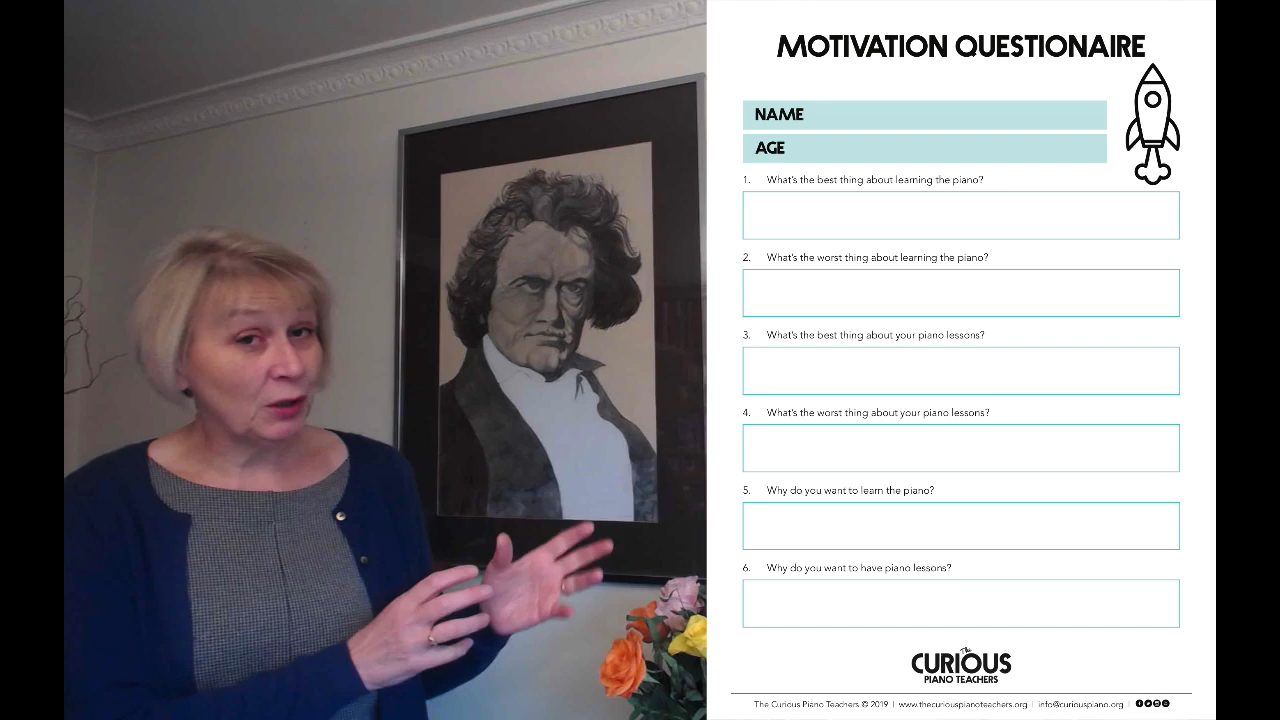 MOTIVATION QUESTIONAIRE
NAME
AGE
1. What's the best thing about learning the piano?
2. What's the worst thing about learning the piano?
3. What's the best thing about your piano lessons?
4. What's the worst thing about your piano lessons?
5. Why do you want to learn the piano?
6. Why do you want to have piano lessons?
The
CURIOUS
PIANO TEACHERS
The Curious Piano Teachers © 2019 | www.thecuriouspianoteachers.org | info@curiouspiano.org |